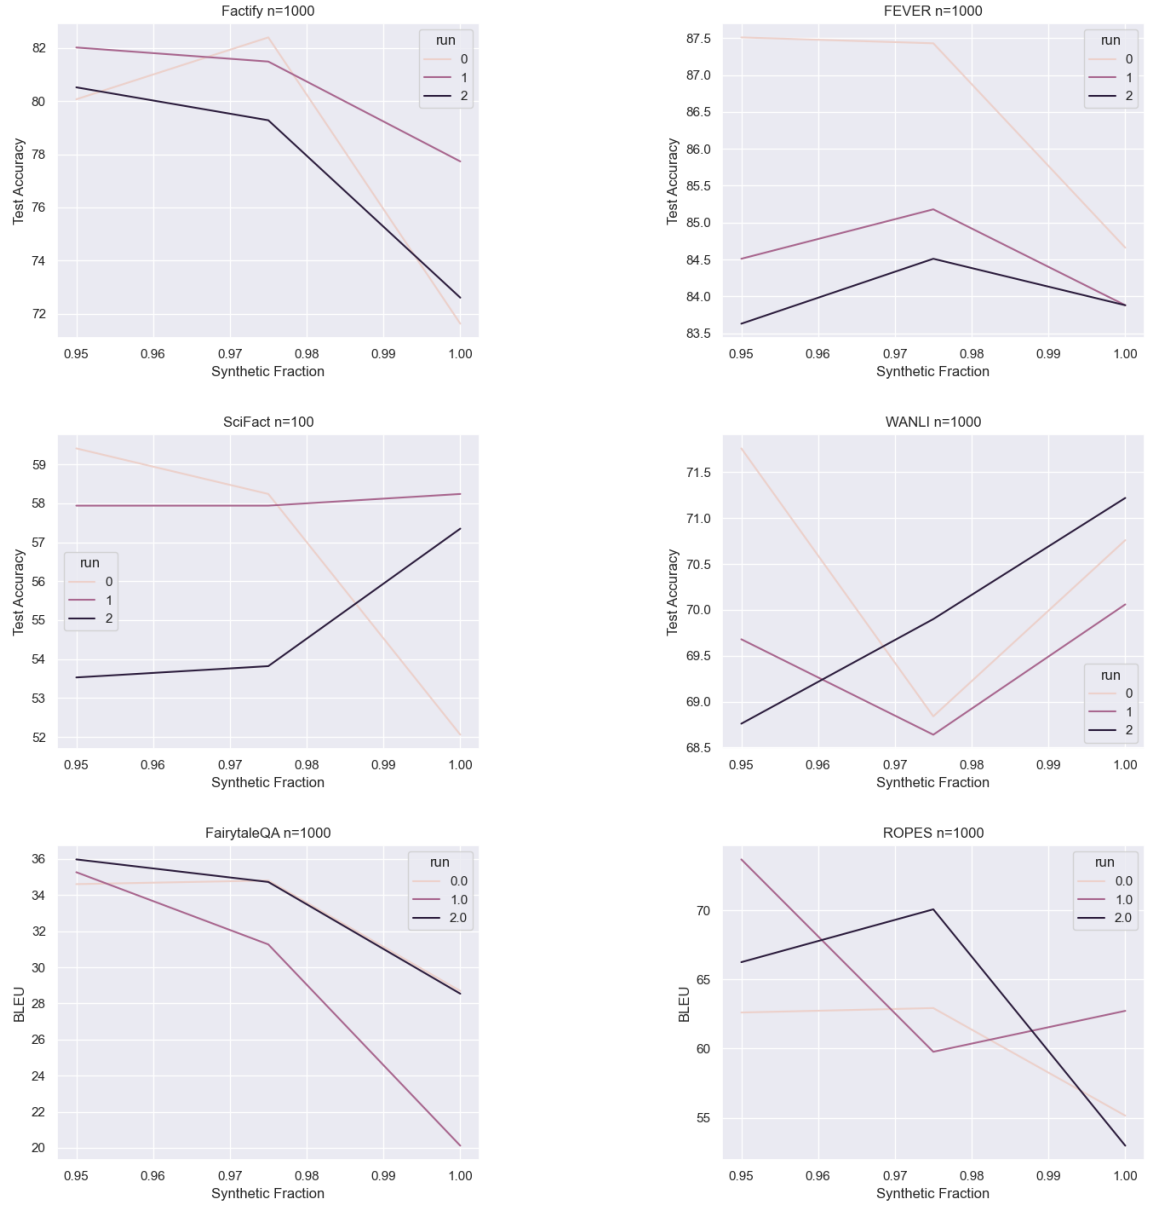 Factify n=1000
Test Accuracy
82
80
78
76
74
72
run
0
1
2
0.95 0.96 0.97 0.98 0.99 1.00
Synthetic Fraction
FEVER n=1000
Test Accuracy
87.5
87.0
86.5
86.0
85.5
85.0
84.5
84.0
83.5
run
0
1
2
0.95 0.96 0.97 0.98 0.99 1.00
Synthetic Fraction
SciFact n=100
Test Accuracy
59
58
57
56
55
54
53
52
run
0
1
2
0.95 0.96 0.97 0.98 0.99 1.00
Synthetic Fraction
WANLI n=1000
Test Accuracy
71.5
71.0
70.5
70.0
69.5
69.0
68.5
run
0
1
2
0.95 0.96 0.97 0.98 0.99 1.00
Synthetic Fraction
FairytaleQA n=1000
BLEU
36
34
32
30
28
26
24
22
20
run
0.0
1.0
2.0
0.95 0.96 0.97 0.98 0.99 1.00
Synthetic Fraction
ROPES n=1000
BLEU
70
65
60
55
run
0.0
1.0
2.0
0.95 0.96 0.97 0.98 0.99 1.00
Synthetic Fraction